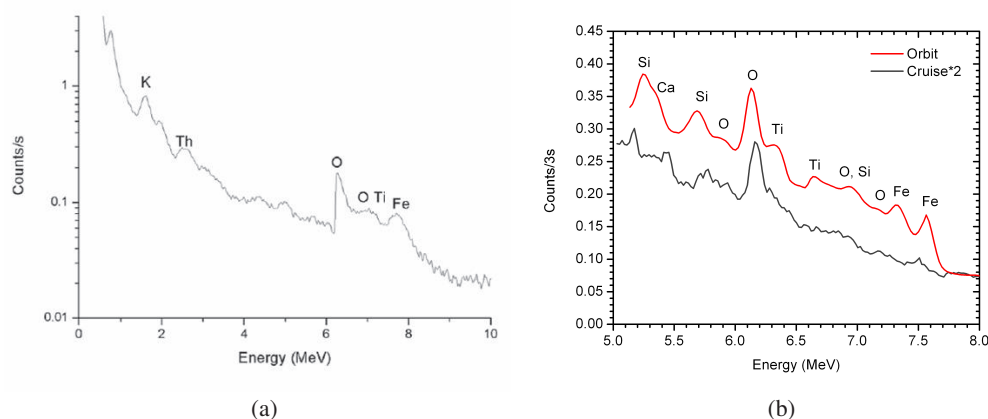 Counts/s
1
0.1
0.01
K
Th
O
O Ti
Fe
0 2 4 6 8 10
Energy (MeV)
(a)
Counts/3s
0.45
0.40
0.35
0.30
0.25
0.20
0.15
0.10
0.05
0.00
Orbit
Cruise*2
Si
Ca
Si
O
O
Ti
Ti
O, Si
O
Fe
Fe
5.0 5.5 6.0 6.5 7.0 7.5 8.0
Energy (MeV)
(b)